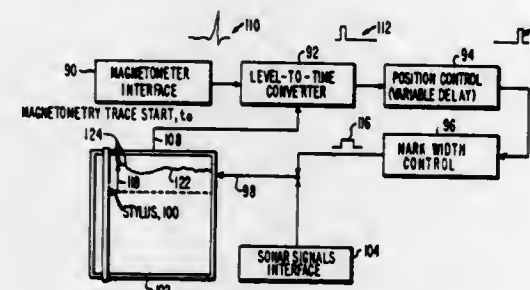 110
112
90
MAGNETOMETER
INTERFACE
92
LEVEL-TO-TIME
CONVERTER
94
POSITION CONTROL
(VARIABLE DELAY)
MAGNETOMETRY TRACE START, to
108
124
118
122
116
96
MARK WIDTH
CONTROL
98
STYLUS, 100
SONAR SIGNALS
INTERFACE
104
102